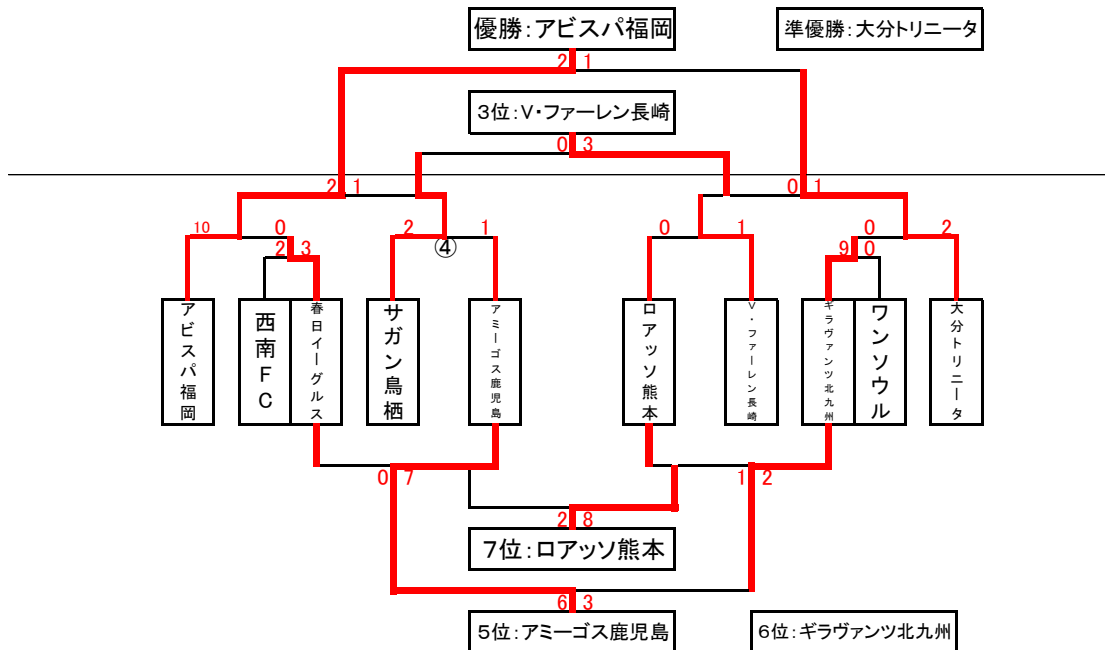 優勝：アビスパ福岡
準優勝：大分トリニータ
2 1
3位：V・ファーレン長崎
0 3
2 1
0 1
10 0
2 1
0 1
0 2
2 3
④
9 0
アビスパ福岡
西南FC
春日イーグルス
サガン鳥栖
アミーゴス鹿児島
ロアッソ熊本
V・ファーレン長崎
ギラヴァンツ北九州
ワンソウル
大分トリニータ
0 7
1 2
2 8
7位：ロアッソ熊本
6 3
5位：アミーゴス鹿児島
6位：ギラヴァンツ北九州